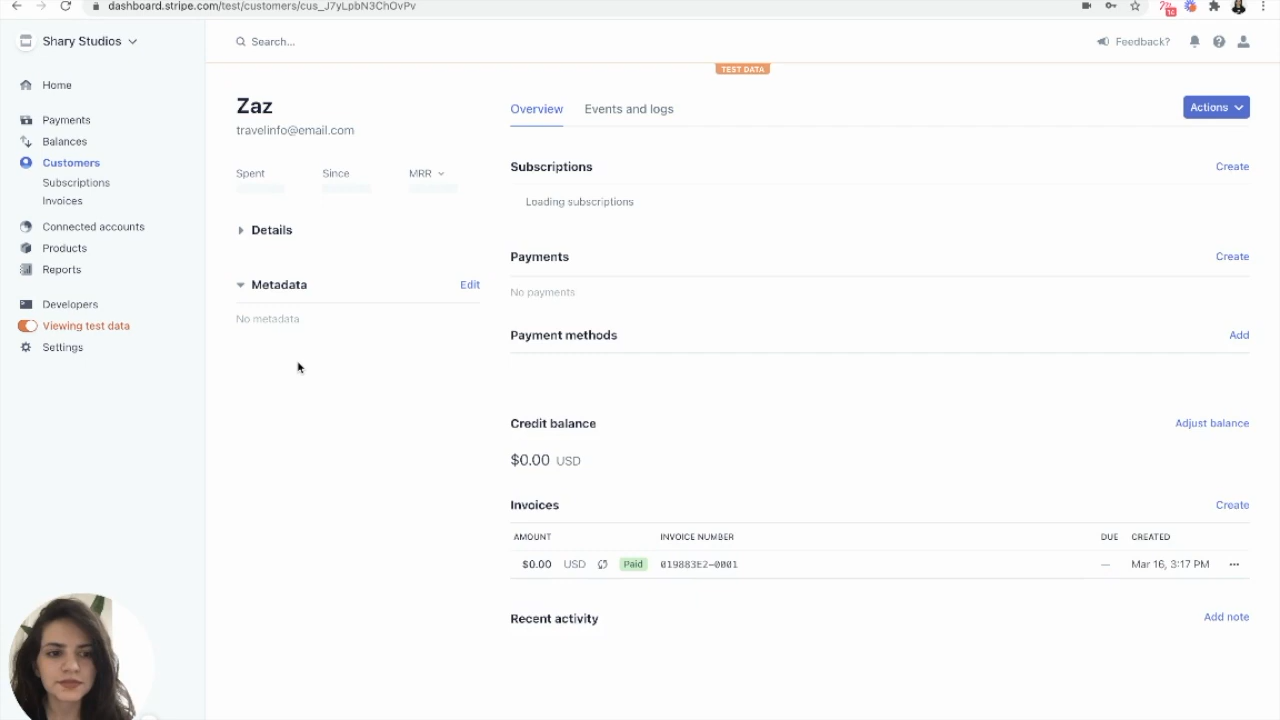 dashboard.stripe.com/test/customers/cus_J7yLpbN3ChOvPv
Shary Studios
Search...
Feedback?
TEST DATA
Home
Payments
Balances
Customers
Subscriptions
Invoices
Connected accounts
Products
Reports
Developers
Viewing test data
Settings
Zaz
travelinfo@email.com
Spent Since MRR
Details
Metadata Edit
No metadata
Overview Events and logs Actions
Subscriptions Create
Loading subscriptions
Payments Create
No payments
Payment methods Add
Credit balance Adjust balance
$0.00 USD
Invoices Create
AMOUNT INVOICE NUMBER DUE CREATED
$0.00 USD Paid 019883E2-0001 — Mar 16, 3:17 PM
Recent activity Add note